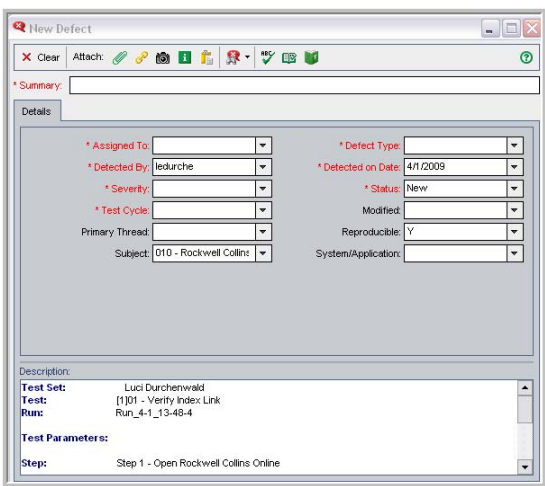 New Defect
Clear Attach: ABC ?
* Summary:
Details
* Assigned To: * Defect Type:
* Detected By: ledurche * Detected on Date: 4/1/2009
* Severity: * Status: New
* Test Cycle: Modified:
Primary Thread: Reproducible: Y
Subject: 010 - Rockwell Collins System/Application:
Description:
Test Set: Luci Durchenwald
Test: [1]01 - Verify Index Link
Run: Run_4-1_13-48-4
Test Parameters:
Step: Step 1 - Open Rockwell Collins Online